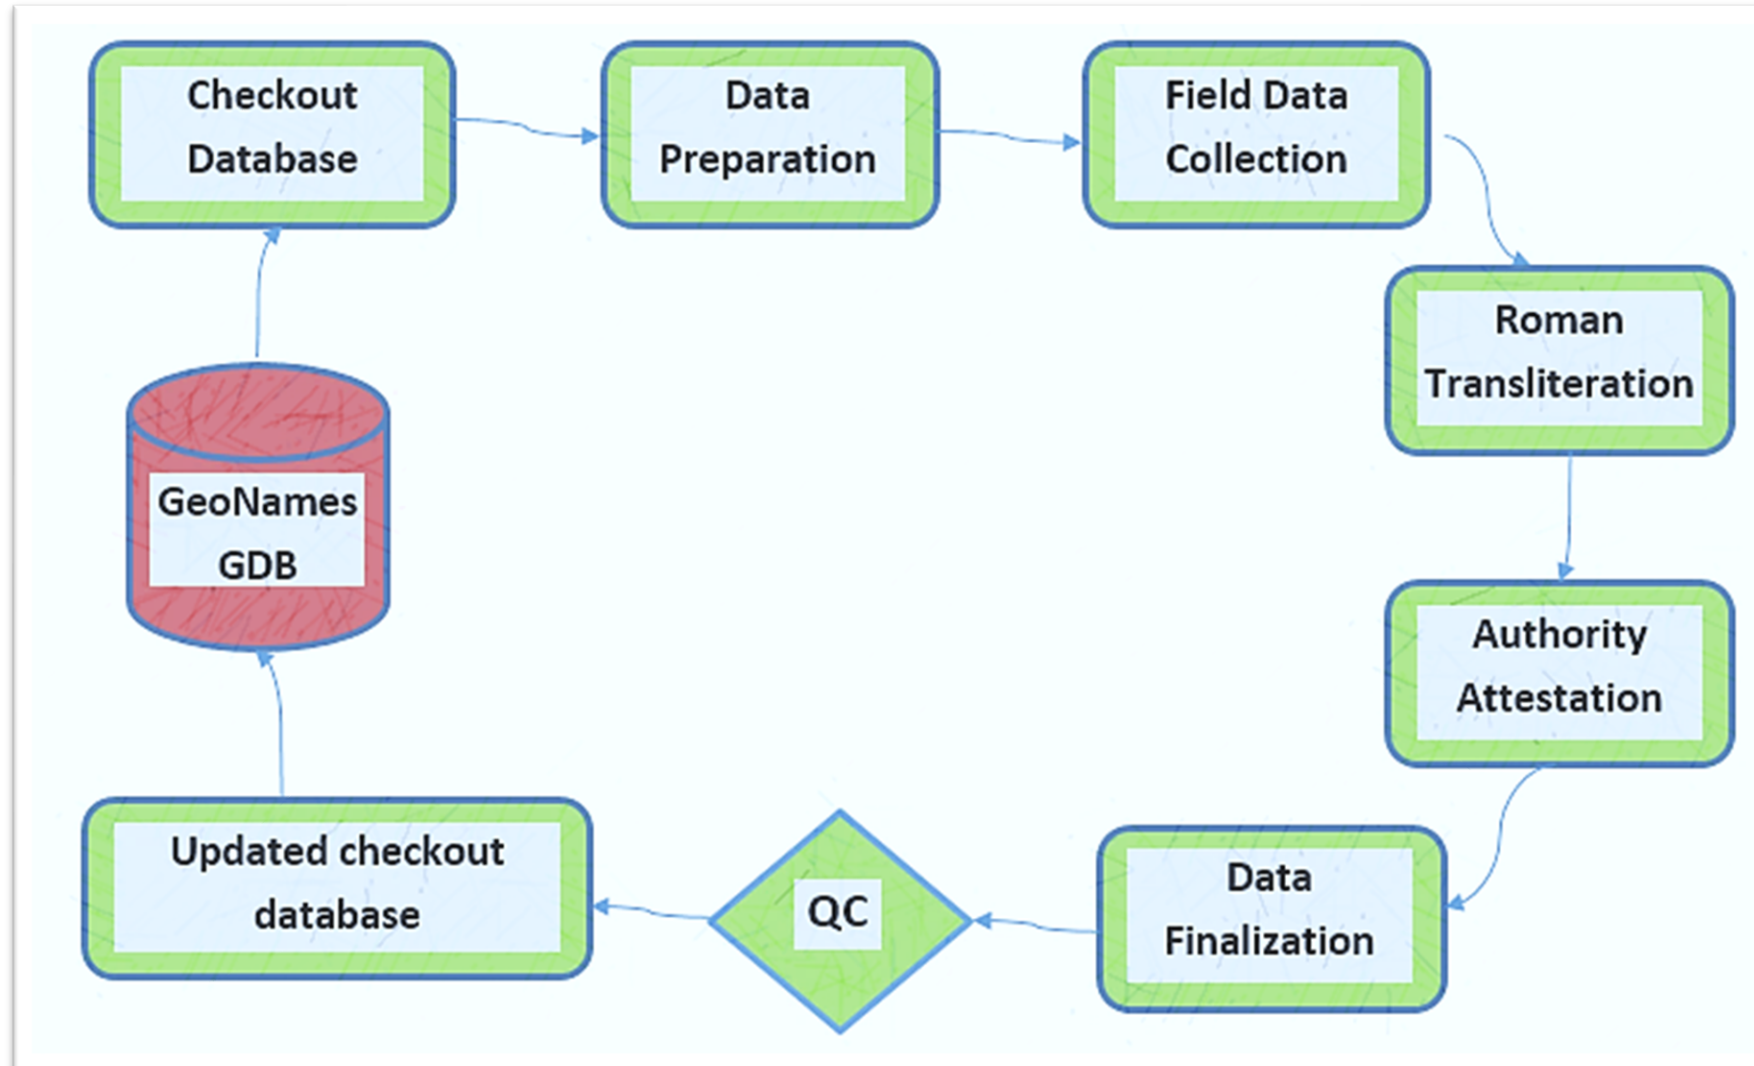 Checkout
Database
Data
Preparation
Field Data
Collection
Roman
Transliteration
GeoNames
GDB
Authority
Attestation
Updated checkout
database
QC
Data
Finalization